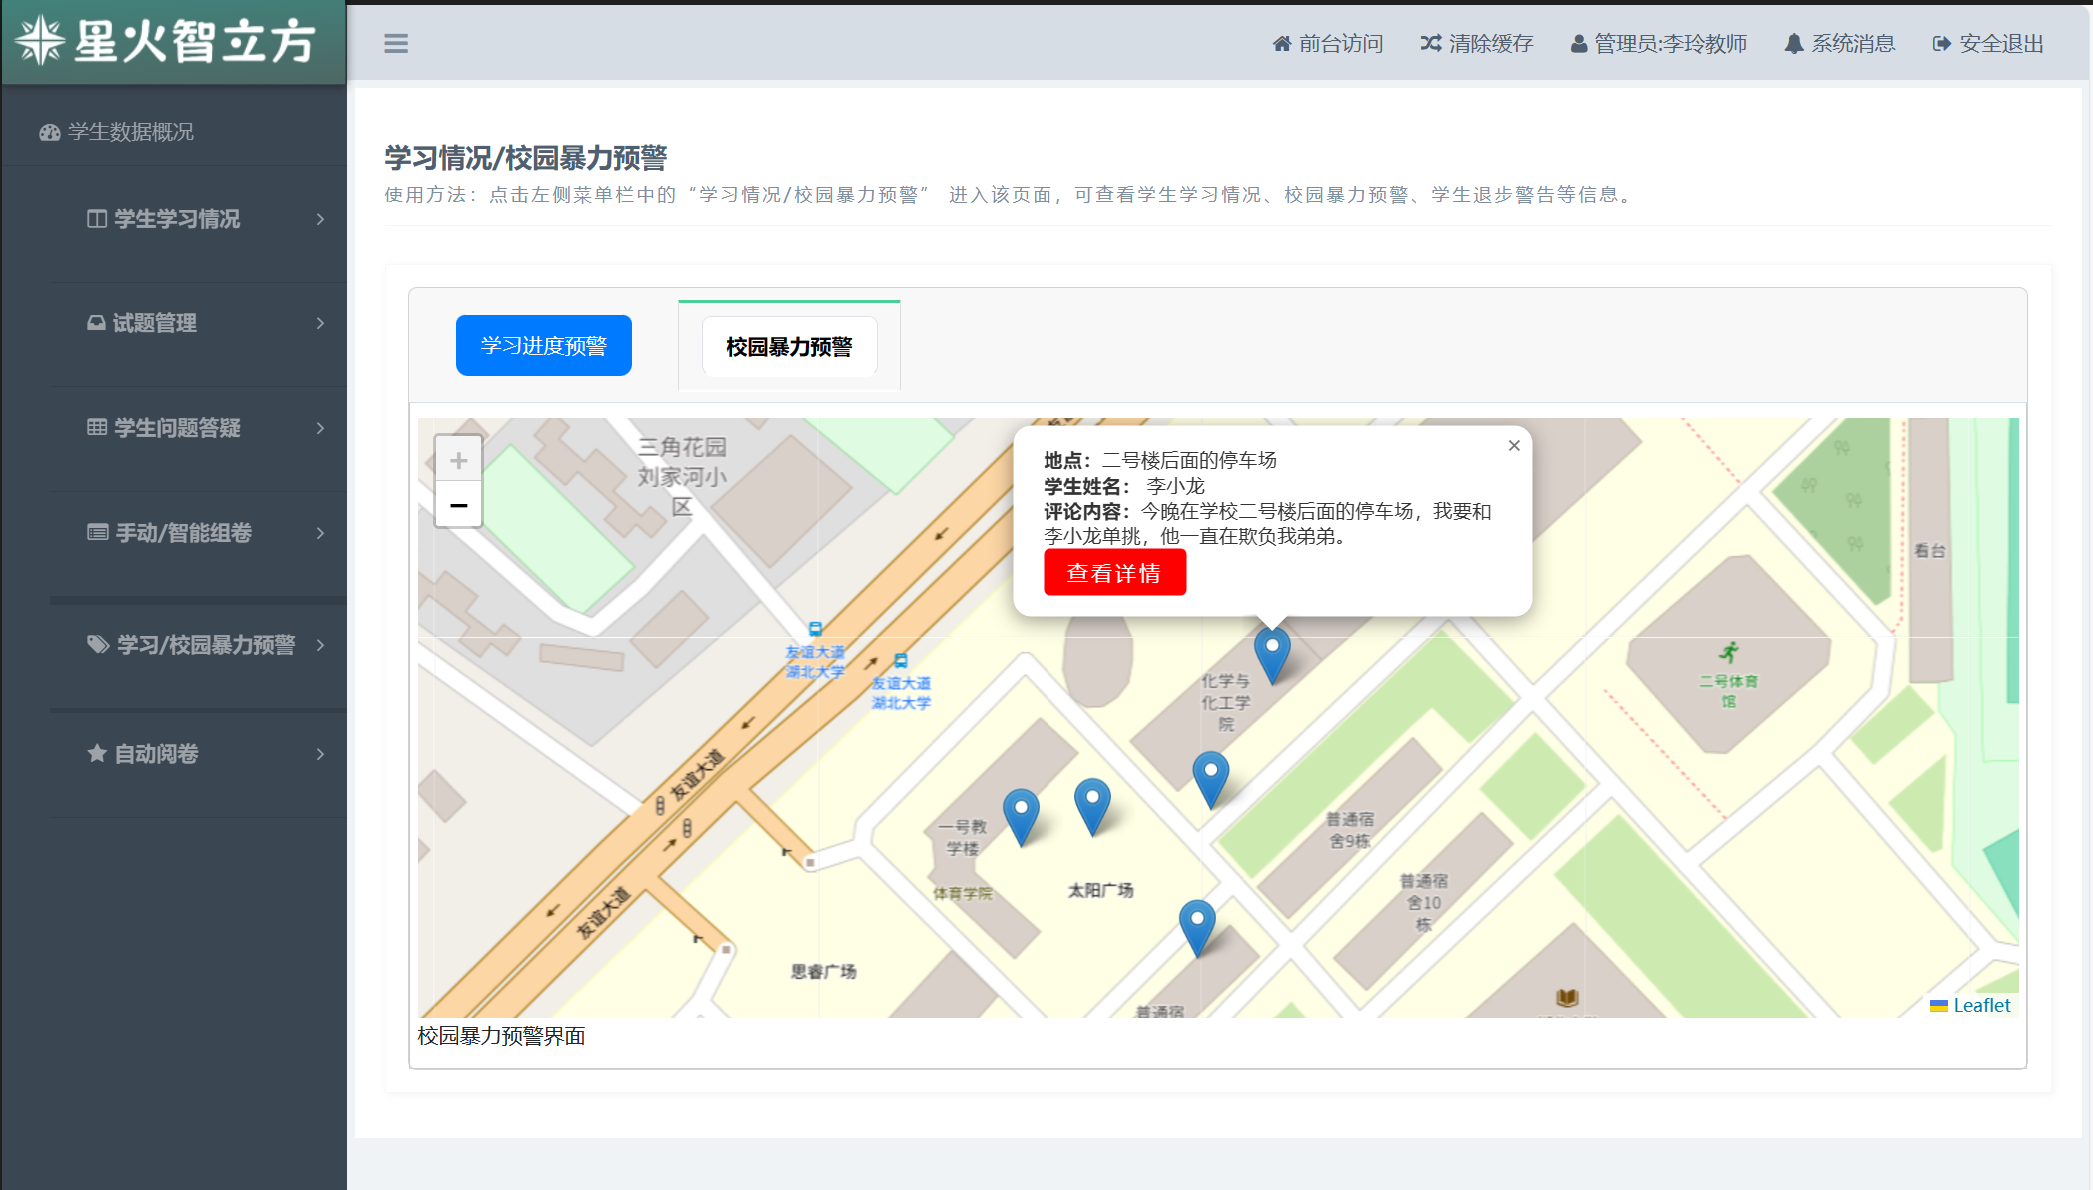 星火智立方
前台访问
清除缓存
管理员:李玲教师
系统消息
安全退出
学生数据概况
学生学习情况
试题管理
学生问题答疑
手动/智能组卷
学习/校园暴力预警
自动阅卷
学习情况/校园暴力预警
使用方法：点击左侧菜单栏中的“学习情况/校园暴力预警” 进入该页面，可查看学生学习情况、校园暴力预警、学生退步警告等信息。
学习进度预警
校园暴力预警
+
−
×
地点：二号楼后面的停车场
学生姓名： 李小龙
评论内容：今晚在学校二号楼后面的停车场，我要和
李小龙单挑，他一直在欺负我弟弟。
查看详情
三角花园
刘家河小
区
友谊大道
湖北大学
友谊大道
湖北大学
化学与
化工学
院
看台
二号体育
馆
友谊大道
一号教
学楼
体育学院
太阳广场
普通宿
舍9栋
普通宿
舍10
栋
友谊大道
思睿广场
普通宿
Leaflet
校园暴力预警界面